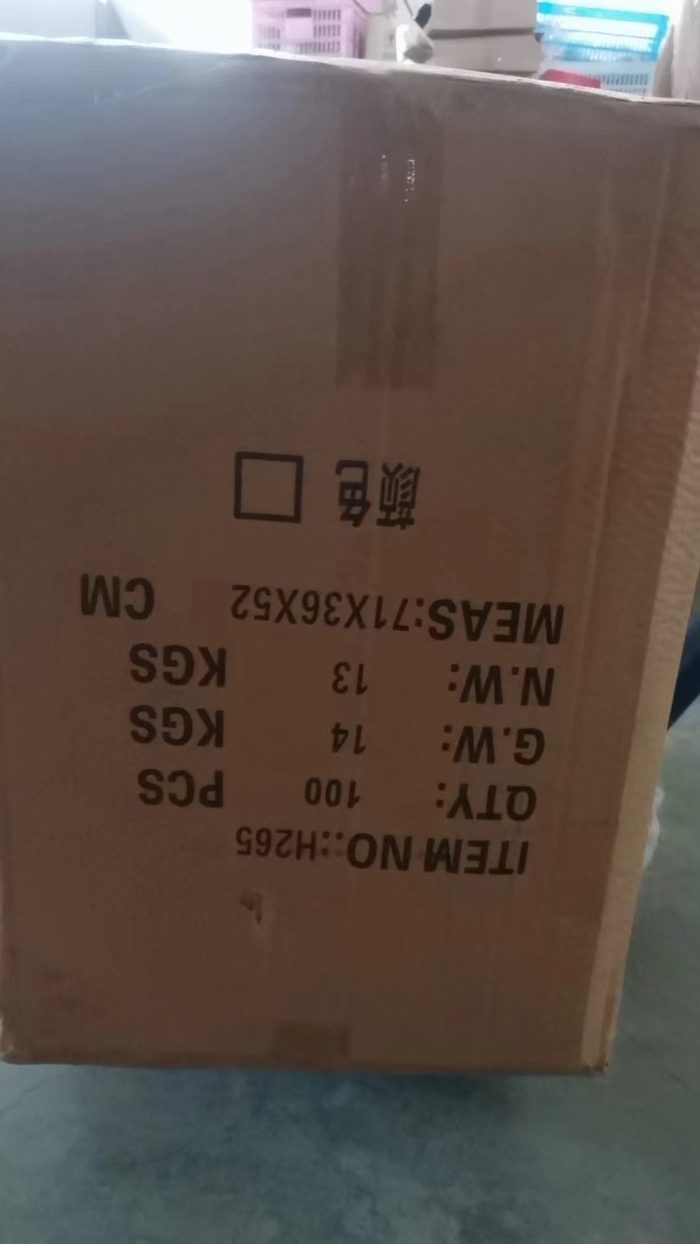 ITEM NO.:H265
QTY: 100 PCS
G.W: 14 KGS
N.W: 13 KGS
MEAS:71X36X52 CM
颜色 □